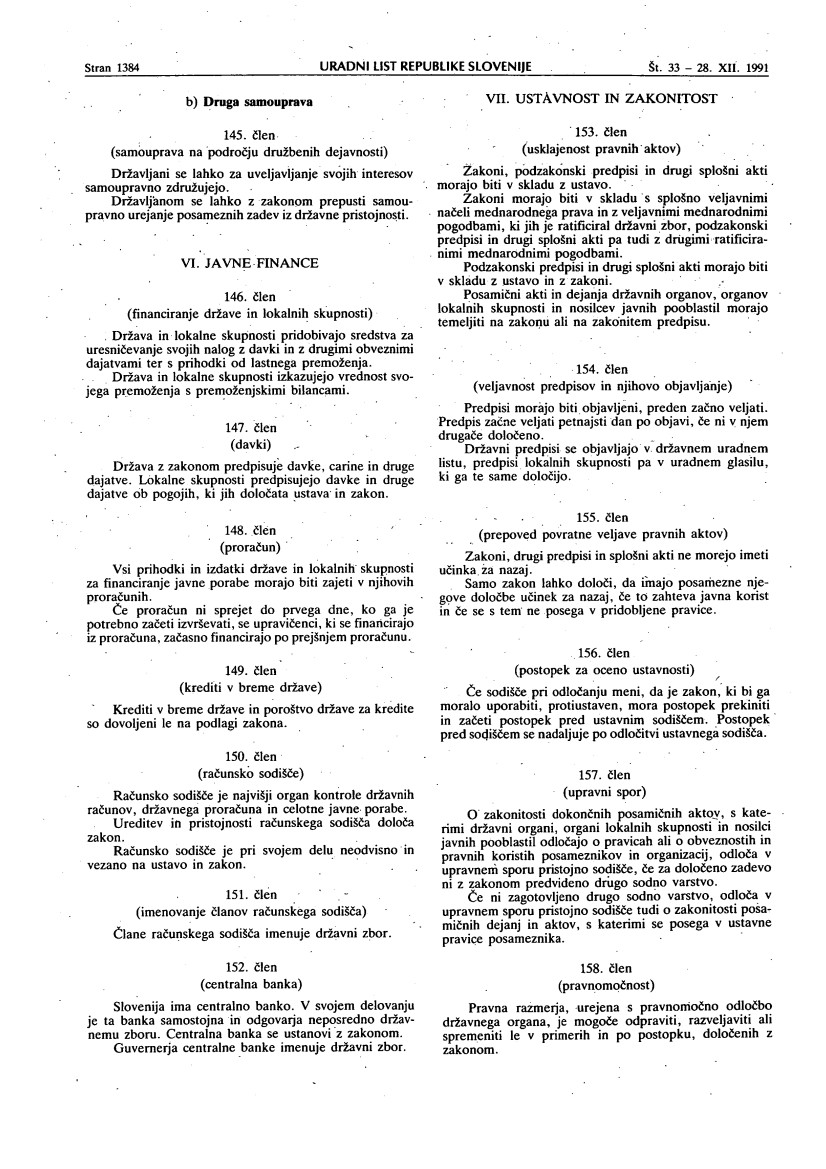 Stran 1384 URADNI LIST REPUBLIKE SLOVENIJE Št. 33 – 28. XII. 1991
b) Druga samouprava
145. člen
(samouprava na področju družbenih dejavnosti)
Državljani se lahko za uveljavljanje svojih interesov
samoupravno združujejo.
Državljanom se lahko z zakonom prepusti samou-
pravno urejanje posameznih zadev iz državne pristojnosti.
VI. JAVNE FINANCE
146. člen
(financiranje države in lokalnih skupnosti)
Država in lokalne skupnosti pridobivajo sredstva za
uresničevanje svojih nalog z davki in z drugimi obveznimi
dajatvami ter s prihodki od lastnega premoženja.
Država in lokalne skupnosti izkazujejo vrednost svo-
jega premoženja s premoženjskimi bilancami.
147. člen
(davki)
Država z zakonom predpisuje davke, carine in druge
dajatve. Lokalne skupnosti predpisujejo davke in druge
dajatve ob pogojih, ki jih določata ustava in zakon.
148. člen
(proračun)
Vsi prihodki in izdatki države in lokalnih skupnosti
za financiranje javne porabe morajo biti zajeti v njihovih
proračunih.
Če proračun ni sprejet do prvega dne, ko ga je
potrebno začeti izvrševati, se upravičenci, ki se financirajo
iz proračuna, začasno financirajo po prejšnjem proračunu.
149. člen
(krediti v breme države)
Krediti v breme države in poroštvo države za kredite
so dovoljeni le na podlagi zakona.
150. člen
(računsko sodišče)
Računsko sodišče je najvišji organ kontrole državnih
računov, državnega proračuna in celotne javne porabe.
Ureditev in pristojnosti računskega sodišča določa
zakon.
Računsko sodišče je pri svojem delu neodvisno in
vezano na ustavo in zakon.
151. člen
(imenovanje članov računskega sodišča)
Člane računskega sodišča imenuje državni zbor.
152. člen
(centralna banka)
Slovenija ima centralno banko. V svojem delovanju
je ta banka samostojna in odgovarja neposredno držav-
nemu zboru. Centralna banka se ustanovi z zakonom.
Guvernerja centralne banke imenuje državni zbor.
VII. USTAVNOST IN ZAKONITOST
153. člen
(usklajenost pravnih aktov)
Zakoni, podzakonski predpisi in drugi splošni akti
morajo biti v skladu z ustavo.
Zakoni morajo biti v skladu s splošno veljavnimi
načeli mednarodnega prava in z veljavnimi mednarodnimi
pogodbami, ki jih je ratificiral državni zbor, podzakonski
predpisi in drugi splošni akti pa tudi z drugimi ratificira-
nimi mednarodnimi pogodbami.
Podzakonski predpisi in drugi splošni akti morajo biti
v skladu z ustavo in z zakoni.
Posamični akti in dejanja državnih organov, organov
lokalnih skupnosti in nosilcev javnih pooblastil morajo
temeljiti na zakonu ali na zakonitem predpisu.
154. člen
(veljavnost predpisov in njihovo objavljanje)
Predpisi morajo biti objavljeni, preden začno veljati.
Predpis začne veljati petnajsti dan po objavi, če ni v njem
drugače določeno.
Državni predpisi se objavljajo v državnem uradnem
listu, predpisi lokalnih skupnosti pa v uradnem glasilu,
ki ga te same določijo.
155. člen
(prepoved povratne veljave pravnih aktov)
Zakoni, drugi predpisi in splošni akti ne morejo imeti
učinka za nazaj.
Samo zakon lahko določi, da imajo posamezne nje-
gove določbe učinek za nazaj, če to zahteva javna korist
in če se s tem ne posega v pridobljene pravice.
156. člen
(postopek za oceno ustavnosti)
Če sodišče pri odločanju meni, da je zakon, ki bi ga
moralo uporabiti, protiustaven, mora postopek prekiniti
in začeti postopek pred ustavnim sodiščem. Postopek
pred sodiščem se nadaljuje po odločitvi ustavnega sodišča.
157. člen
(upravni spor)
O zakonitosti dokončnih posamičnih aktov, s kate-
rimi državni organi, organi lokalnih skupnosti in nosilci
javnih pooblastil odločajo o pravicah ali o obveznostih in
pravnih koristih posameznikov in organizacij, odloča v
upravnem sporu pristojno sodišče, če za določeno zadevo
ni z zakonom predvideno drugo sodno varstvo.
Če ni zagotovljeno drugo sodno varstvo, odloča v
upravnem sporu pristojno sodišče tudi o zakonitosti posa-
mičnih dejanj in aktov, s katerimi se posega v ustavne
pravice posameznika.
158. člen
(pravnomočnost)
Pravna razmerja, urejena s pravnomočno odločbo
državnega organa, je mogoče odpraviti, razveljaviti ali
spremeniti le v primerih in po postopku, določenih z
zakonom.